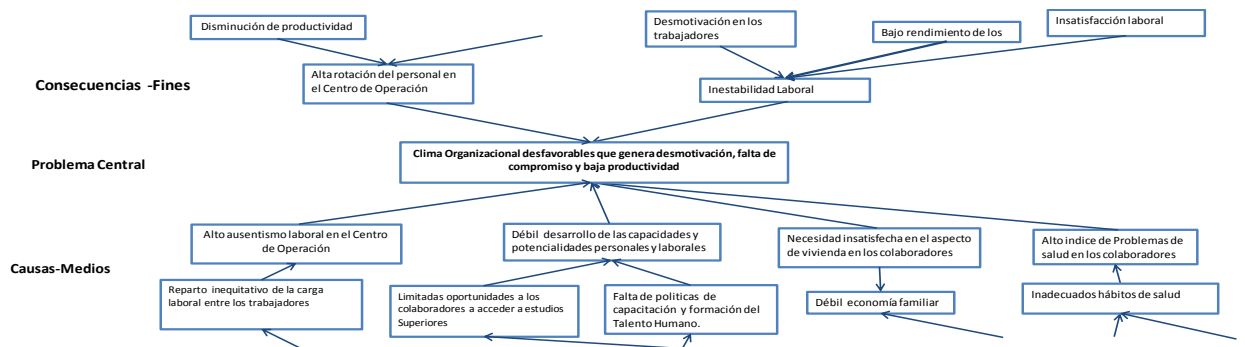 Disminución de productividad
Desmotivación en los
trabajadores
Bajo rendimiento de los
Insatisfacción laboral
Consecuencias -Fines
Alta rotación del personal en
el Centro de Operación
Inestabilidad Laboral
Problema Central
Clima Organizacional desfavorables que genera desmotivación, falta de
compromiso y baja productividad
Causas-Medios
Alto ausentismo laboral en el Centro
de Operación
Débil desarrollo de las capacidades y
potencialidades personales y laborales
Necesidad insatisfecha en el aspecto
de vivienda en los colaboradores
Alto indice de Problemas de
salud en los colaboradores
Reparto inequitativo de la carga
laboral entre los trabajadores
Limitadas oportunidades a los
colaboradores a acceder a estudios
Superiores
Falta de politicas de
capacitación y formación del
Talento Humano.
Débil economía familiar
Inadecuados hábitos de salud